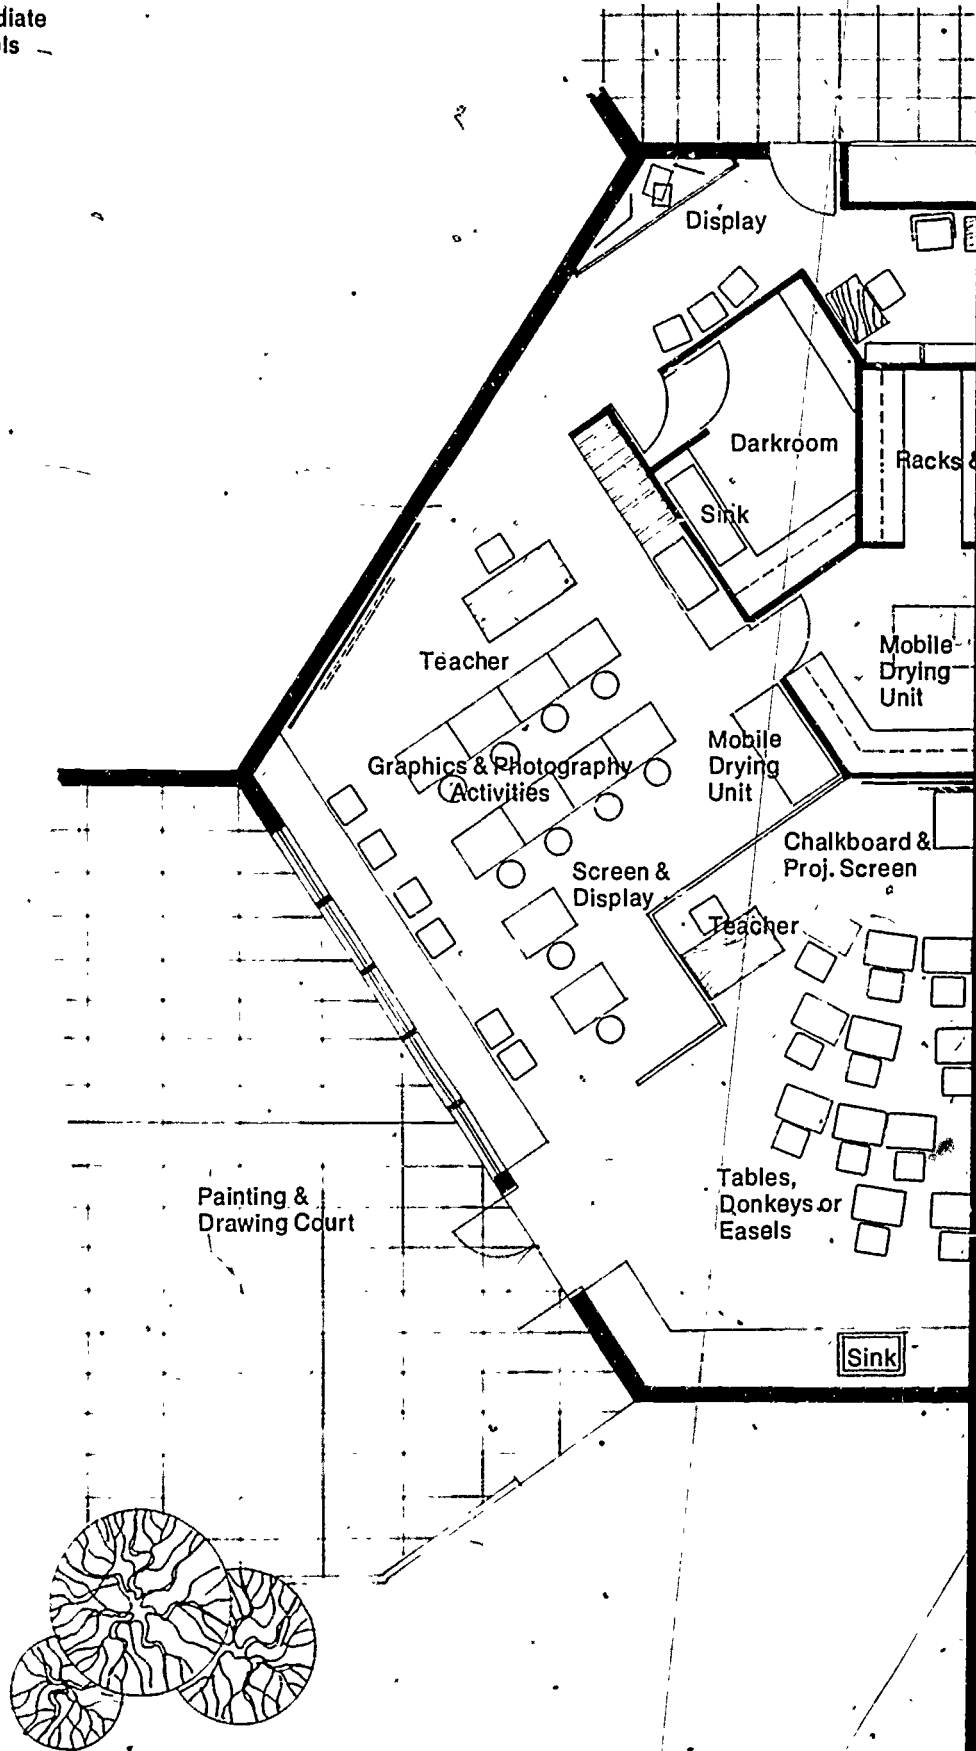 diate
ls
Display
Darkroom
Racks &
Sink
Teacher
Mobile
Drying
Unit
Graphics & Photography
Activities
Mobile
Drying
Unit
Chalkboard &
Proj. Screen
Screen &
Display
Teacher
Tables,
Donkeys or
Easels
Painting &
Drawing Court
Sink